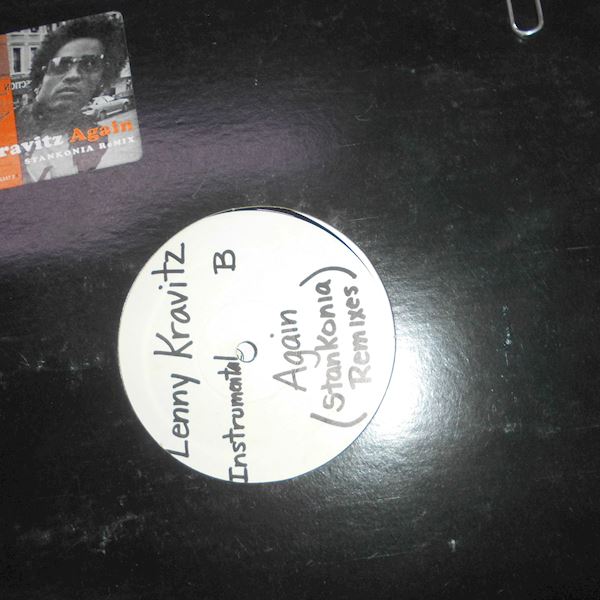 ravitz Again
STANKONIA ReMIX
Lenny Kravitz
Instrumental B
Again
(Stankonia)
Remixes